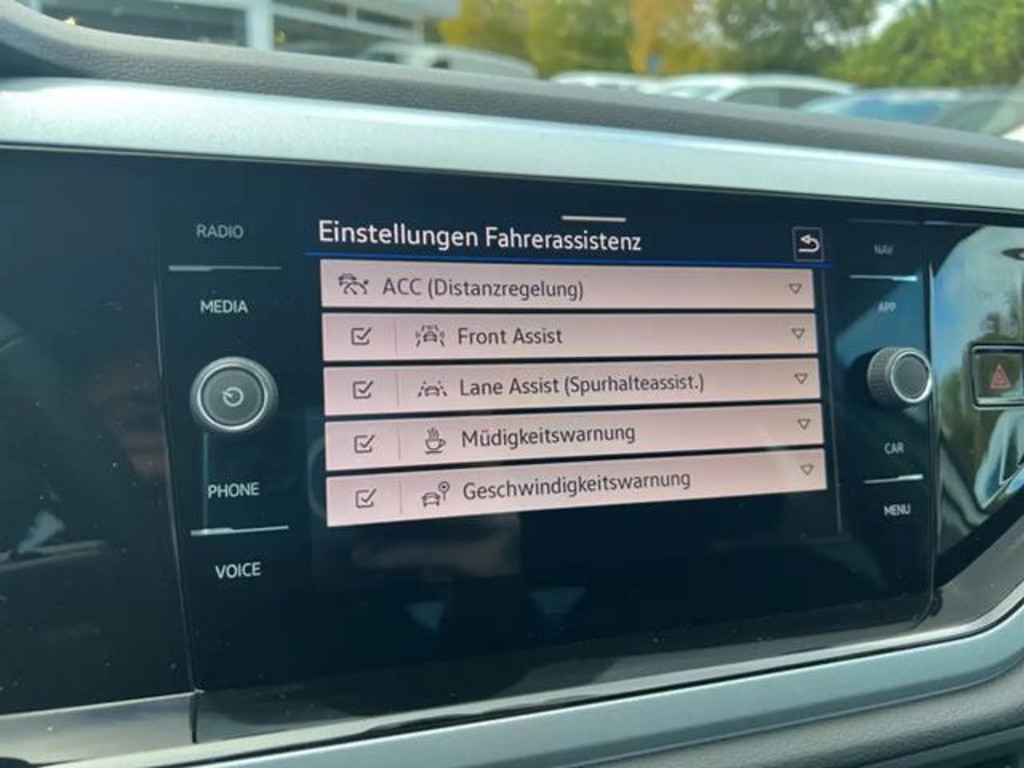 RADIO
MEDIA
PHONE
VOICE
Einstellungen Fahrerassistenz
ACC (Distanzregelung)
Front Assist
Lane Assist (Spurhalteassist.)
Müdigkeitswarnung
Geschwindigkeitswarnung
NAV
APP
CAR
MENU